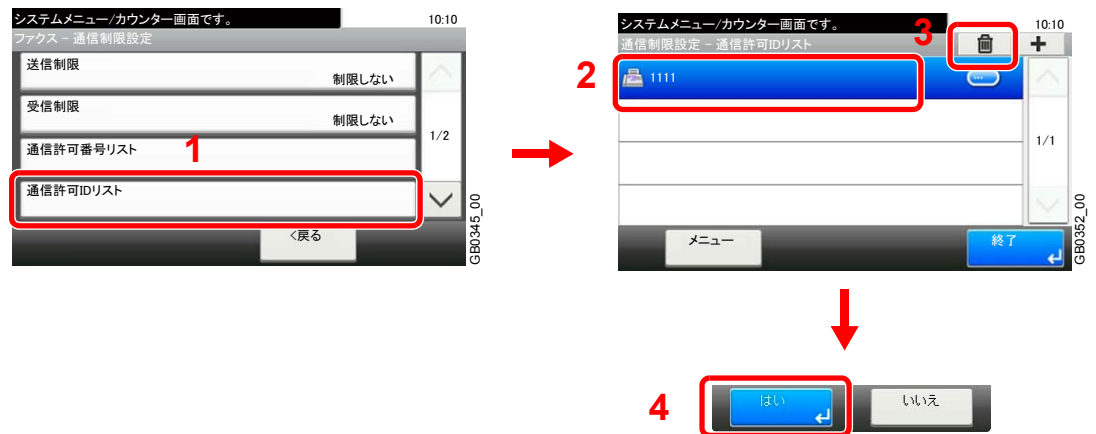 システムメニュー/カウンター画面です。
10:10
ファクス - 通信制限設定
送信制限
制限しない
受信制限
制限しない
1/2
通信許可番号リスト
1
通信許可IDリスト
<戻る
GB0345_00
システムメニュー/カウンター画面です。
10:10
通信制限設定 - 通信許可IDリスト
3
2
1111
1/1
メニュー
終了
GB0352_00
4
はい
いいえ